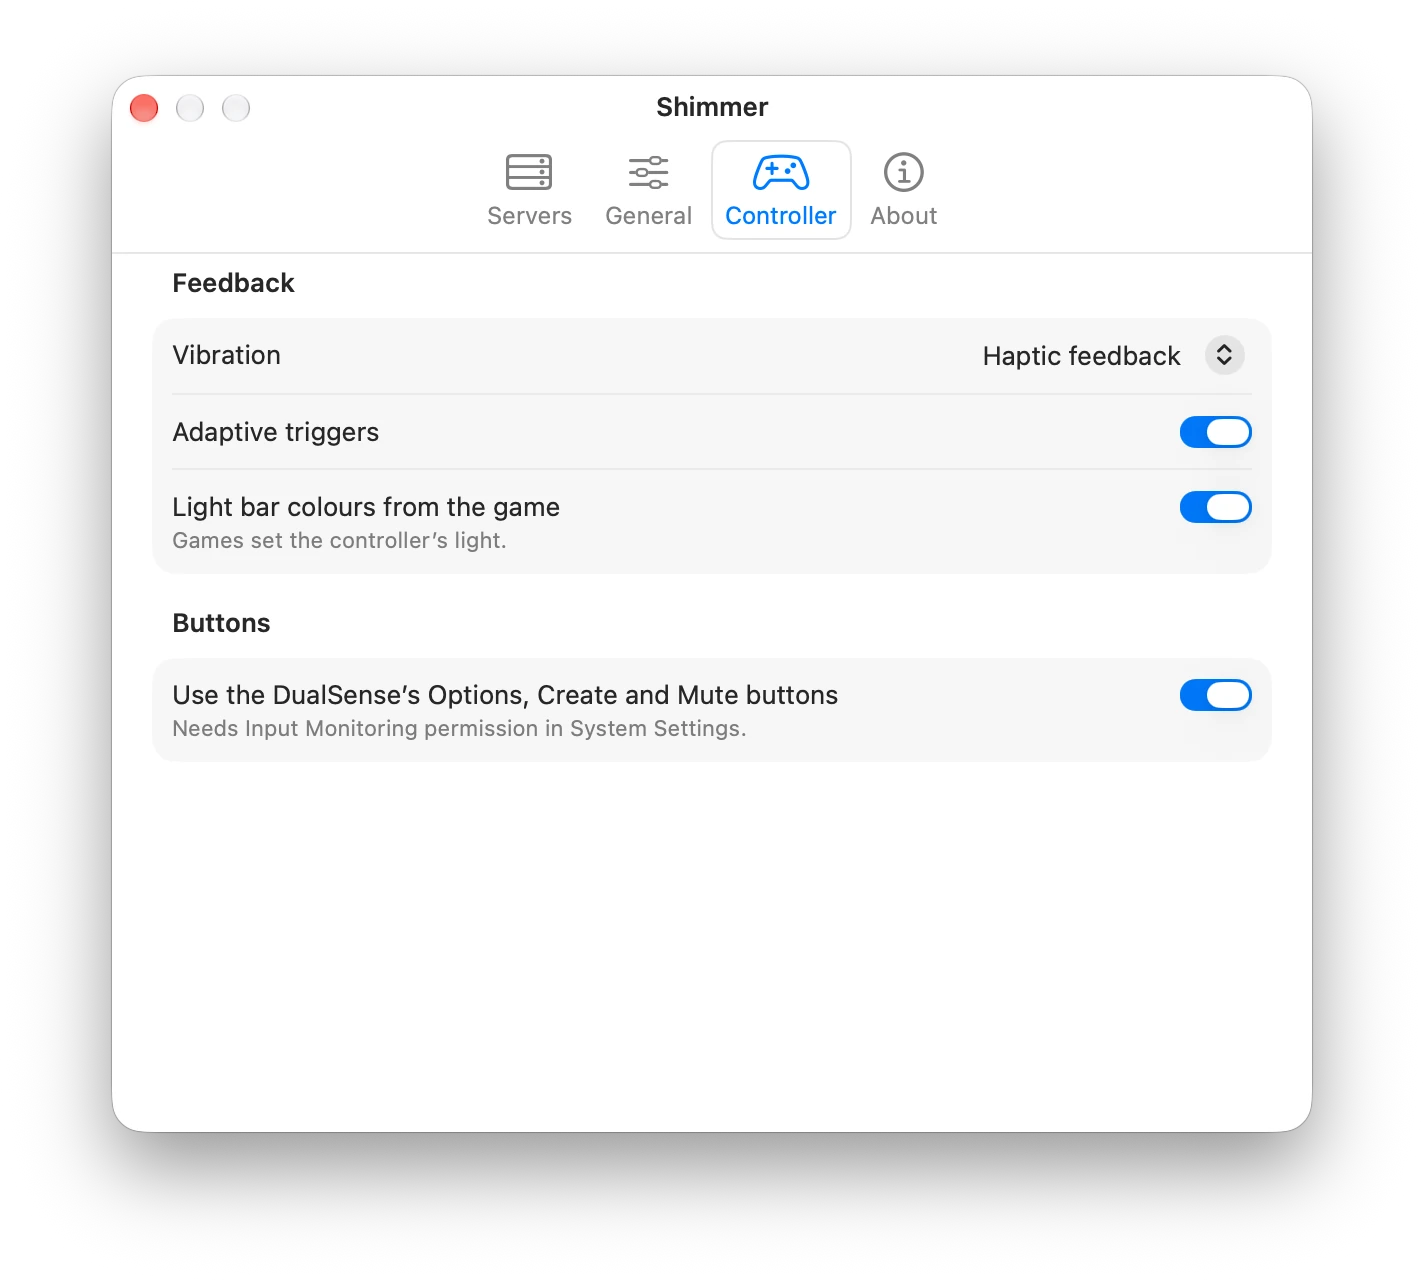 Shimmer
Servers
General
Controller
About
Feedback
Vibration
Haptic feedback
Adaptive triggers
Light bar colours from the game
Games set the controller’s light.
Buttons
Use the DualSense’s Options, Create and Mute buttons
Needs Input Monitoring permission in System Settings.